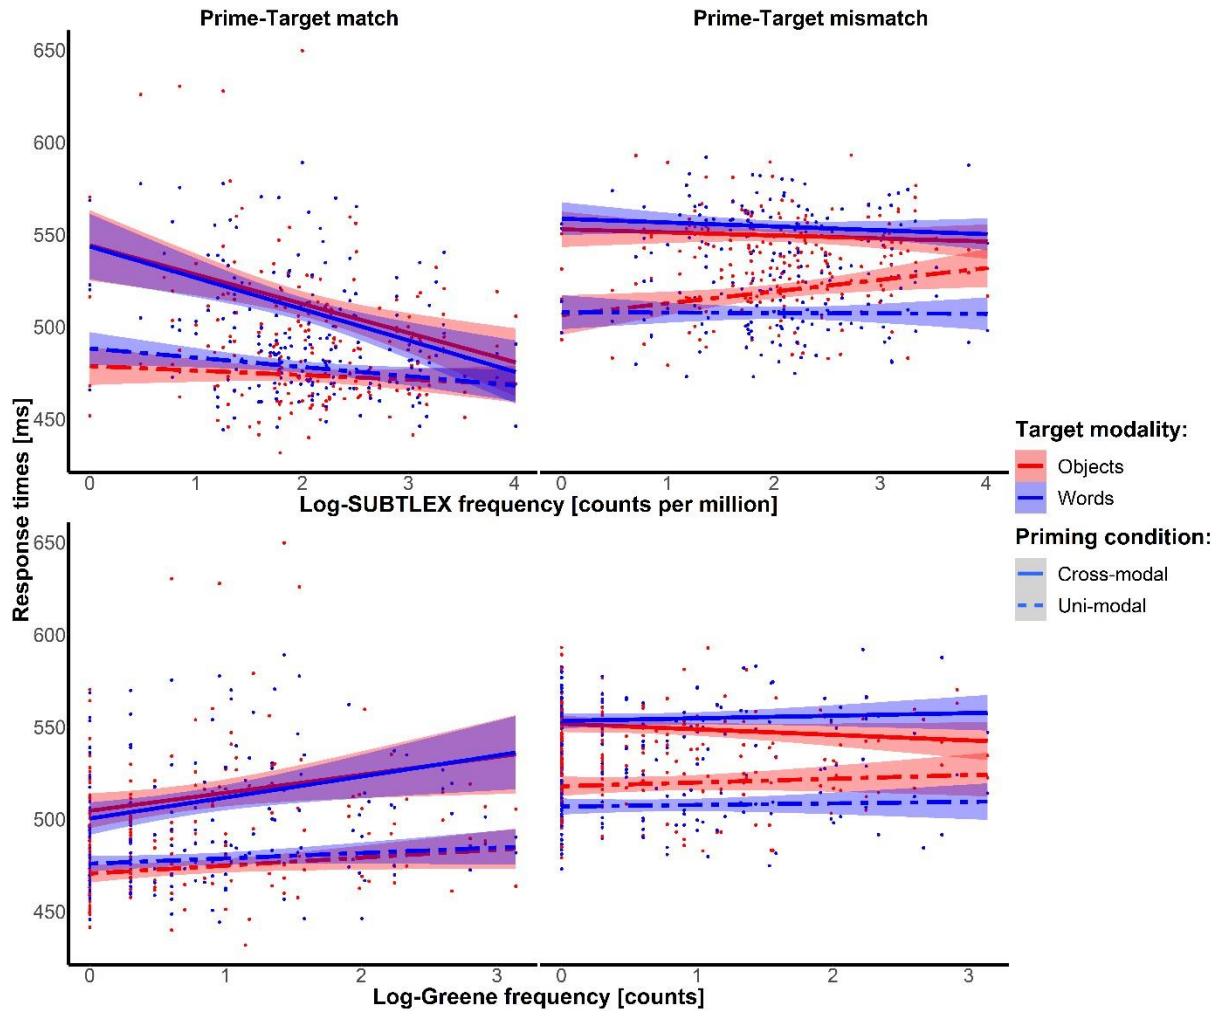 Prime-Target match
Prime-Target mismatch
650
600
550
500
450
0 1 2 3 4
0 1 2 3 4
Log-SUBTLEX frequency [counts per million]
Response times [ms]
650
600
550
500
450
0 1 2 3
0 1 2 3
Log-Greene frequency [counts]
Target modality:
Objects
Words
Priming condition:
Cross-modal
Uni-modal